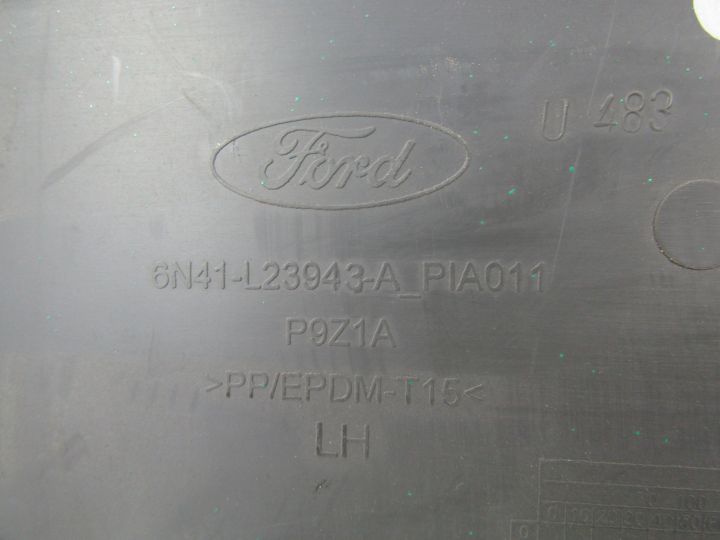 U 483
Ford
6N41-L23943-A_PIA011
P9Z1A
>PP/EPDM-T15<
LH